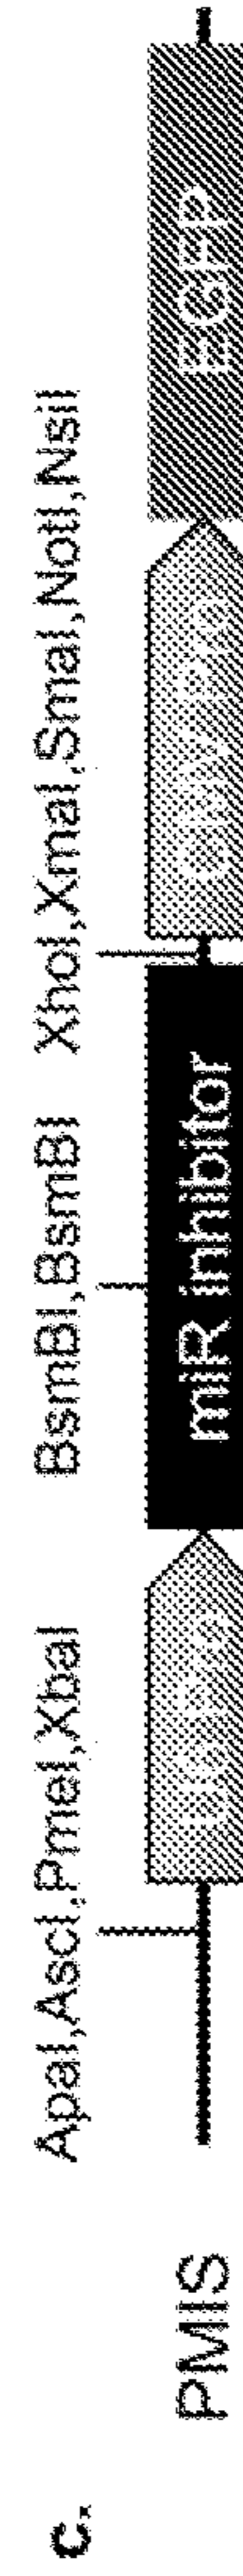 c.
ApaI,AscI,PmeI,XbaI
BsmBI,BsmBI
XhoI,XmaI,SmaI,NotI,NsiI
PMIS
miR inhibitor
EGFP